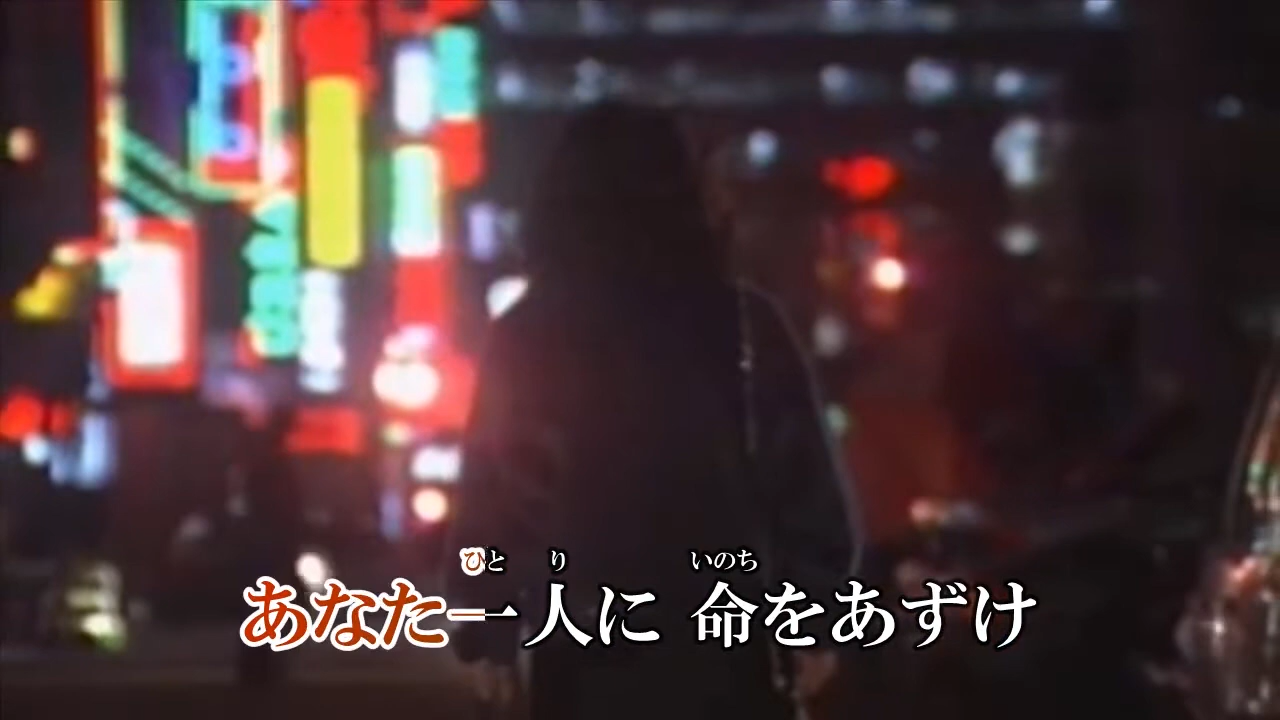 ひと り いのち
あなた一人に 命をあずけ